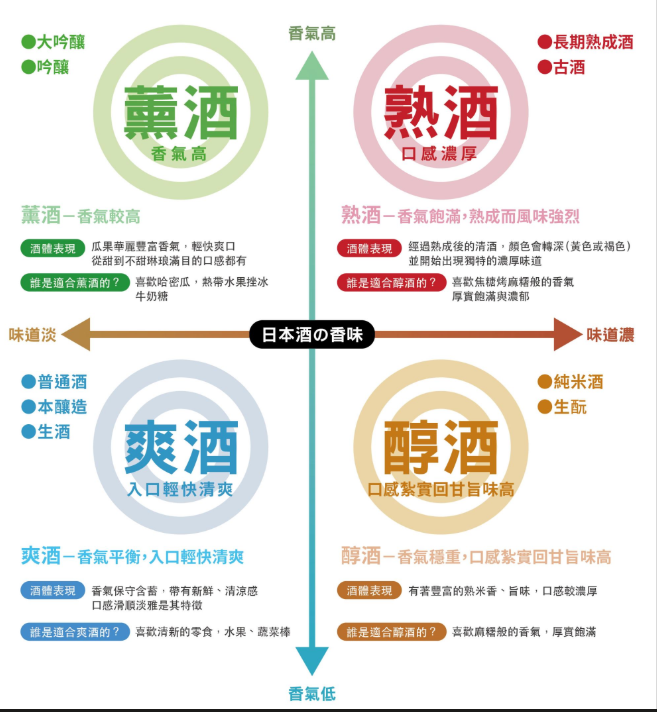 香氣高
●大吟釀
●吟釀
薰酒
香氣高
薰酒－香氣較高
酒體表現
瓜果華麗豐富香氣，輕快爽口
從甜到不甜琳琅滿目的口感都有
誰是適合薰酒的？
喜歡哈密瓜，熱帶水果挫冰
牛奶糖
●長期熟成酒
●古酒
熟酒
口感濃厚
熟酒－香氣飽滿，熟成而風味強烈
酒體表現
經過熟成後的清酒，顏色會轉深(黃色或褐色)
並開始出現獨特的濃厚味道
誰是適合醇酒的？
喜歡焦糖烤麻糬般的香氣
厚實飽滿與濃郁
味道淡
日本酒の香味
味道濃
●普通酒
●本釀造
●生酒
爽酒
入口輕快清爽
爽酒－香氣平衡，入口輕快清爽
酒體表現
香氣保守含蓄，帶有新鮮、清涼感
口感滑順淡雅是其特徵
誰是適合爽酒的？
喜歡清新的零食，水果、蔬菜棒
●純米酒
●生酛
醇酒
口感紮實回甘旨味高
醇酒－香氣穩重，口感紮實回甘旨味高
酒體表現
有著豐富的熟米香、旨味，口感較濃厚
誰是適合醇酒的？
喜歡麻糬般的香氣，厚實飽滿
香氣低